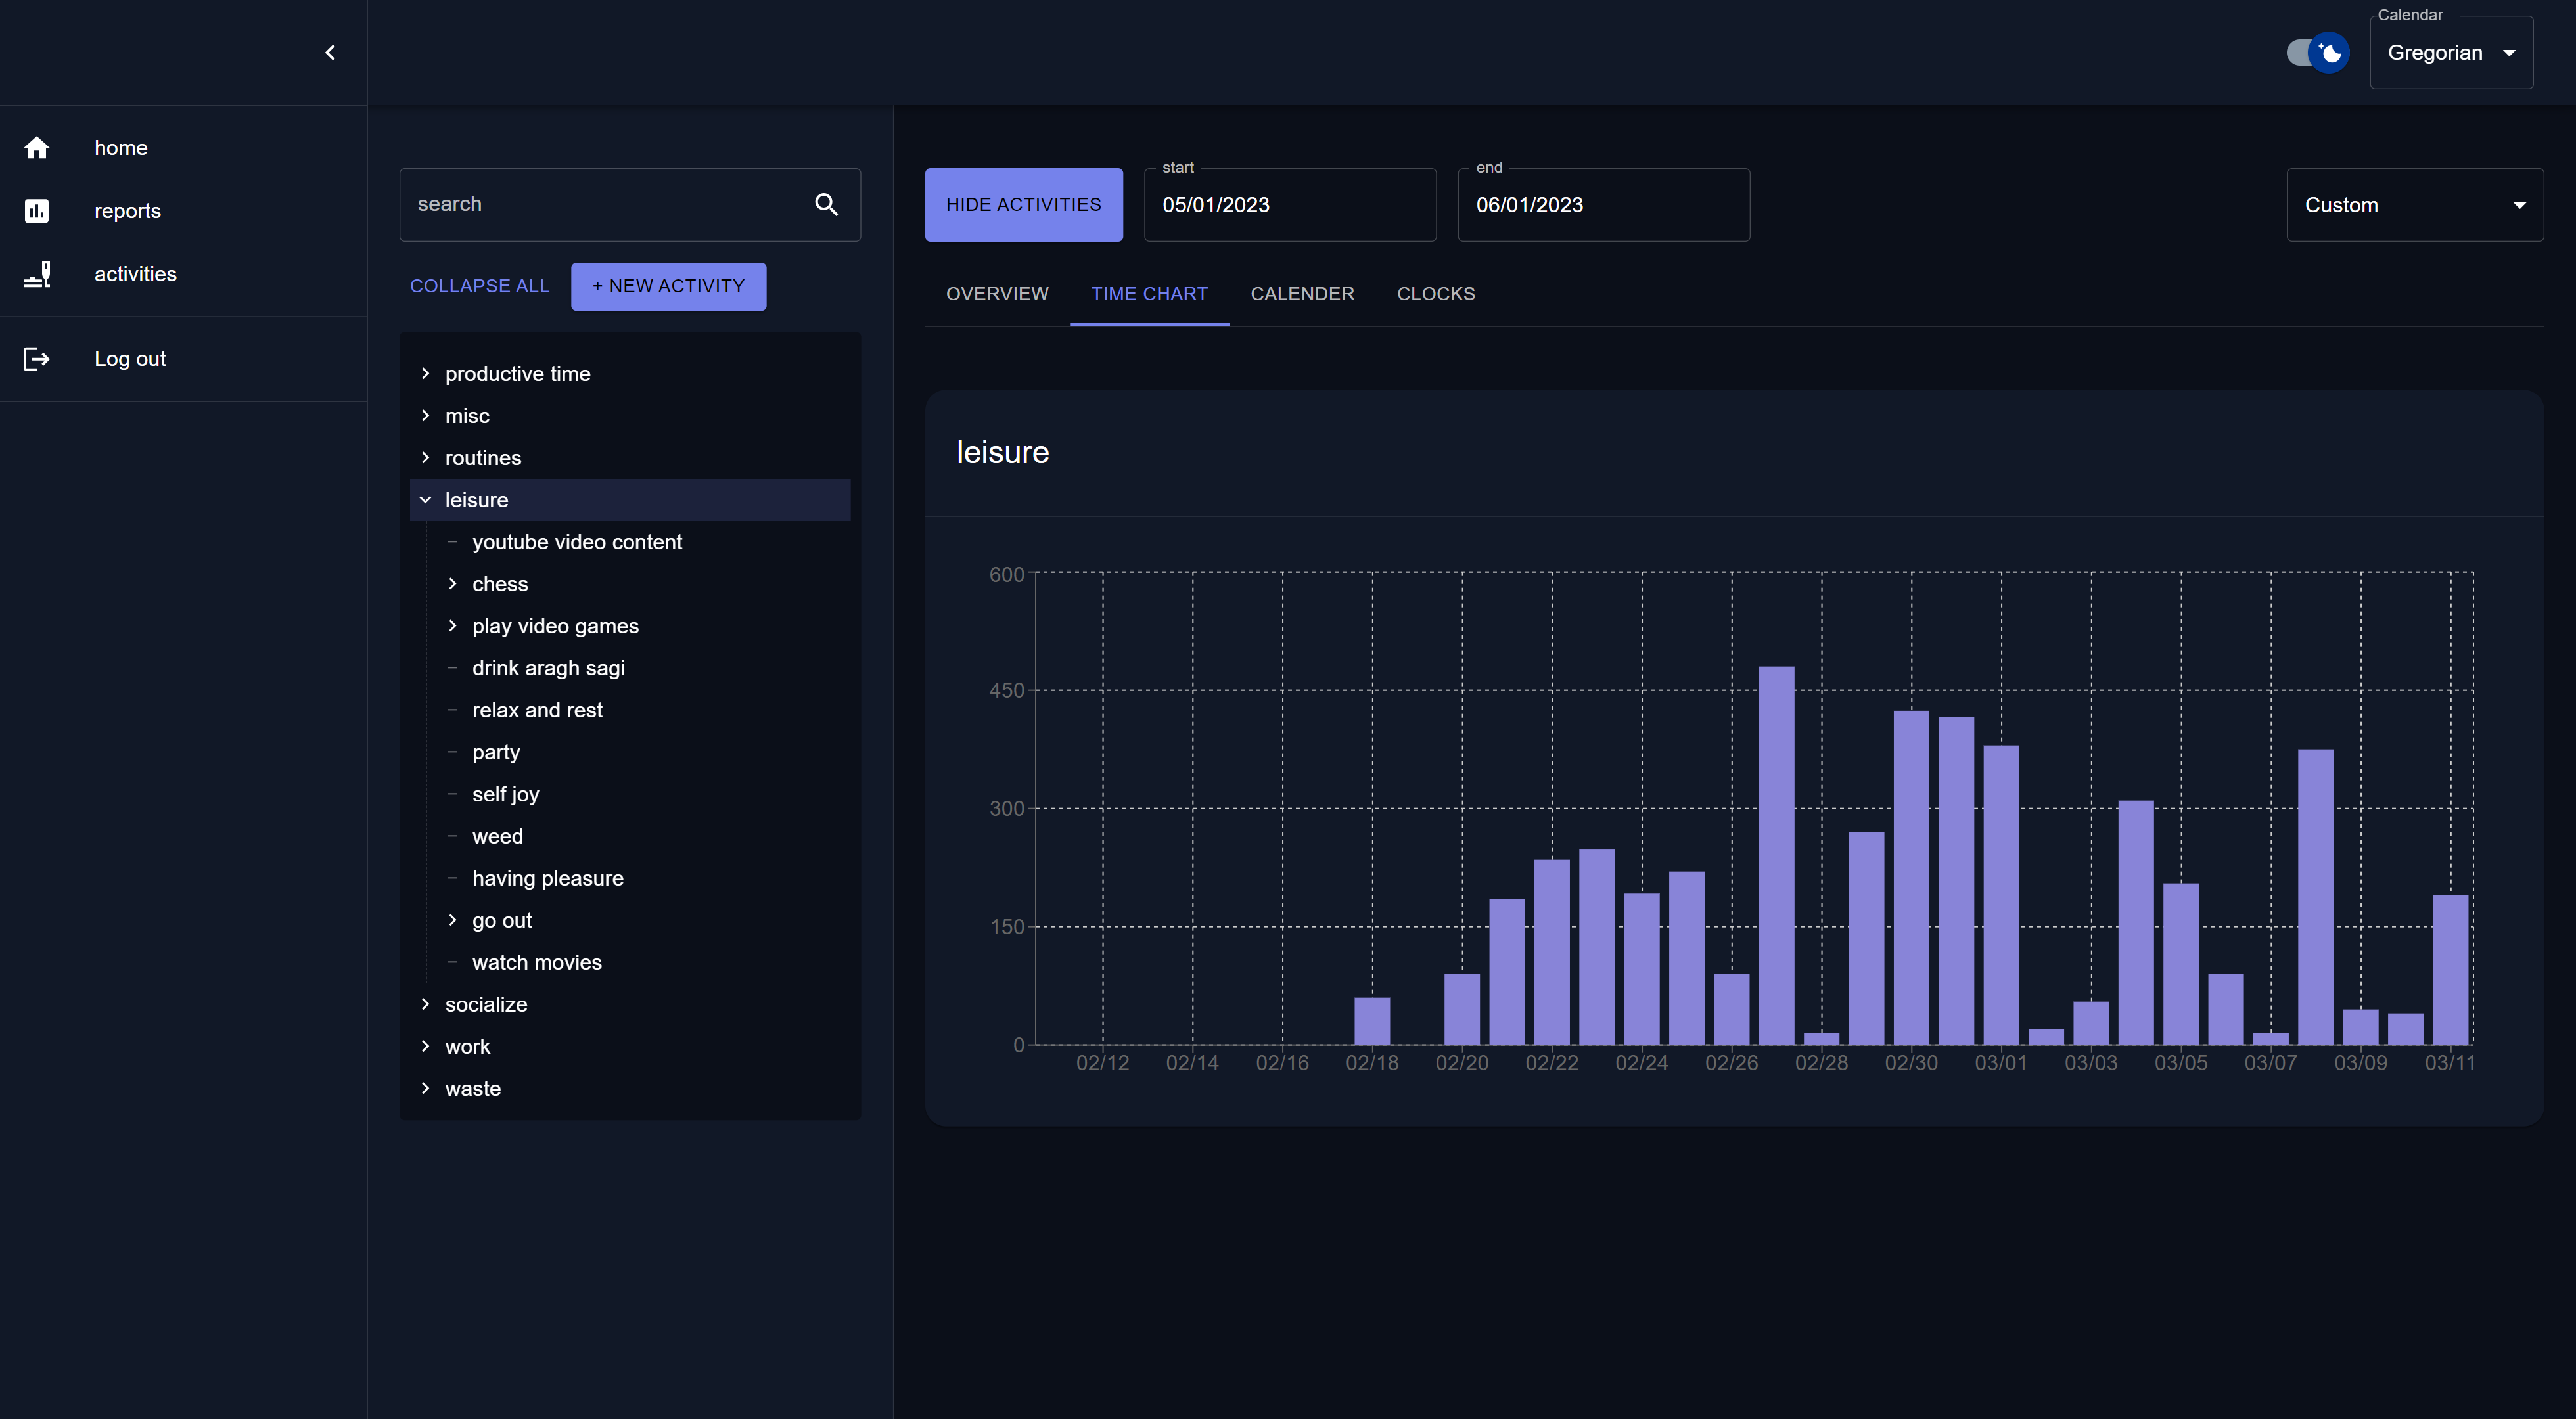 Calendar
Gregorian
home
reports
activities
Log out
search
COLLAPSE ALL
+ NEW ACTIVITY
productive time
misc
routines
leisure
youtube video content
chess
play video games
drink aragh sagi
relax and rest
party
self joy
weed
having pleasure
go out
watch movies
socialize
work
waste
HIDE ACTIVITIES
start
05/01/2023
end
06/01/2023
Custom
OVERVIEW TIME CHART CALENDER CLOCKS
leisure
600
450
300
150
0
02/12 02/14 02/16 02/18 02/20 02/22 02/24 02/26 02/28 02/30 03/01 03/03 03/05 03/07 03/09 03/11